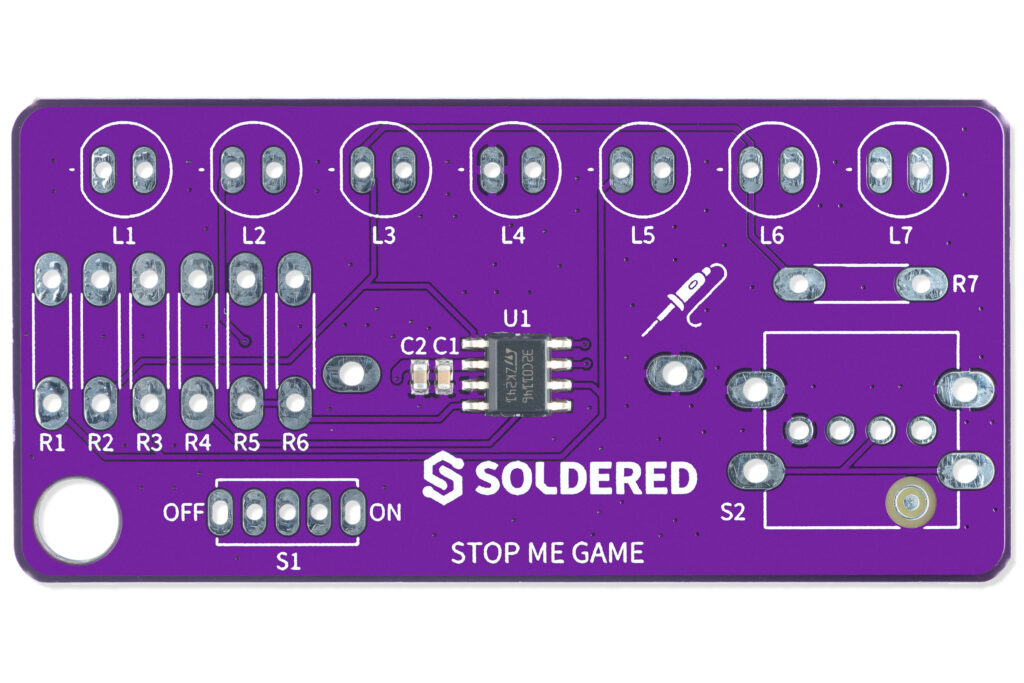 - - - - - - -
L1 L2 L3 L4 L5 L6 L7
R7
U1
C2 C1
R1 R2 R3 R4 R5 R6
SOLDERED
OFF ON
S2
S1
STOP ME GAME